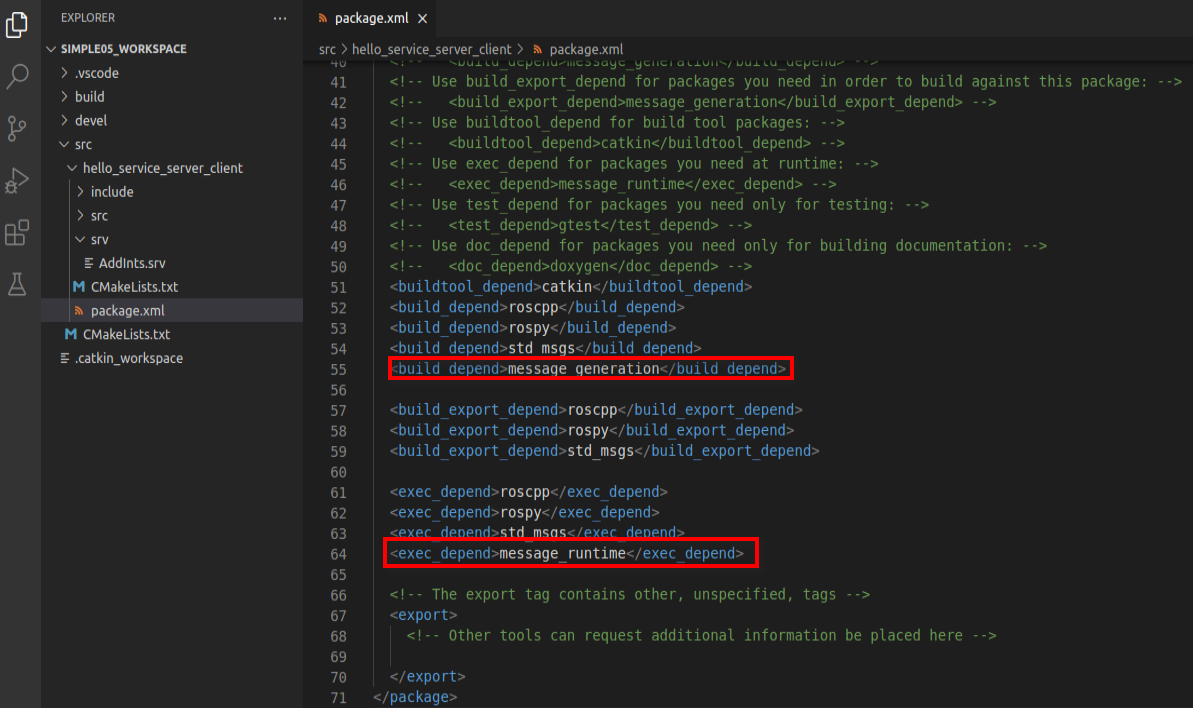 EXPLORER
SIMPLE05_WORKSPACE
.vscode
build
devel
src
hello_service_server_client
include
src
srv
AddInts.srv
CMakeLists.txt
package.xml
CMakeLists.txt
.catkin_workspace
package.xml
src > hello_service_server_client > package.xml
40 <!--   <build_depend>message_generation</build_depend> -->
41 <!-- Use build_export_depend for packages you need in order to build against this package: -->
42 <!--   <build_export_depend>message_generation</build_export_depend> -->
43 <!-- Use buildtool_depend for build tool packages: -->
44 <!--   <buildtool_depend>catkin</buildtool_depend> -->
45 <!-- Use exec_depend for packages you need at runtime: -->
46 <!--   <exec_depend>message_runtime</exec_depend> -->
47 <!-- Use test_depend for packages you need only for testing: -->
48 <!--   <test_depend>gtest</test_depend> -->
49 <!-- Use doc_depend for packages you need only for building documentation: -->
50 <!--   <doc_depend>doxygen</doc_depend> -->
51 <buildtool_depend>catkin</buildtool_depend>
52 <build_depend>roscpp</build_depend>
53 <build_depend>rospy</build_depend>
54 <build_depend>std_msgs</build_depend>
55 <build_depend>message_generation</build_depend>
56
57 <build_export_depend>roscpp</build_export_depend>
58 <build_export_depend>rospy</build_export_depend>
59 <build_export_depend>std_msgs</build_export_depend>
60
61 <exec_depend>roscpp</exec_depend>
62 <exec_depend>rospy</exec_depend>
63 <exec_depend>std_msgs</exec_depend>
64 <exec_depend>message_runtime</exec_depend>
65
66 <!-- The export tag contains other, unspecified, tags -->
67 <export>
68 <!-- Other tools can request additional information be placed here -->
69
70 </export>
71 </package>